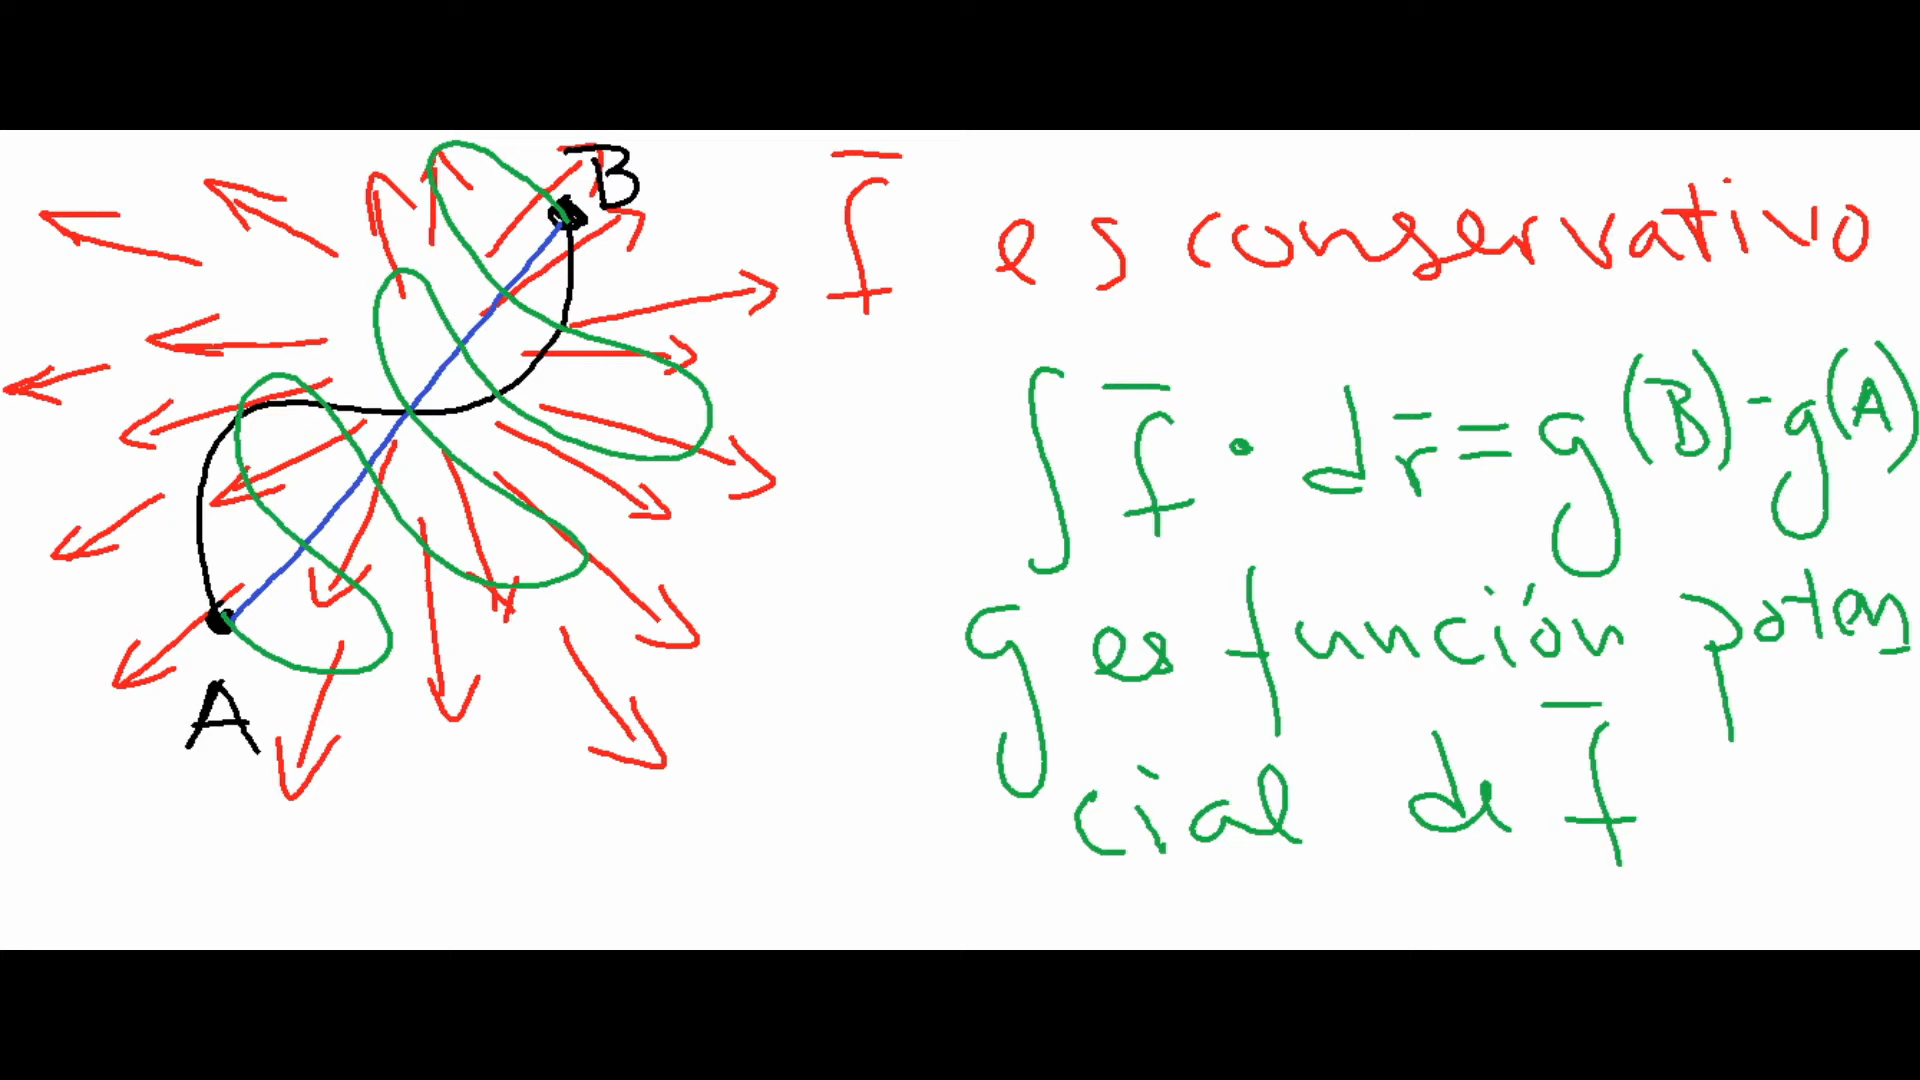 B
A
f̅ es conservativo
∫ f̅ · dr̅ = g(B) - g(A)
g es función poten
cial de f̅